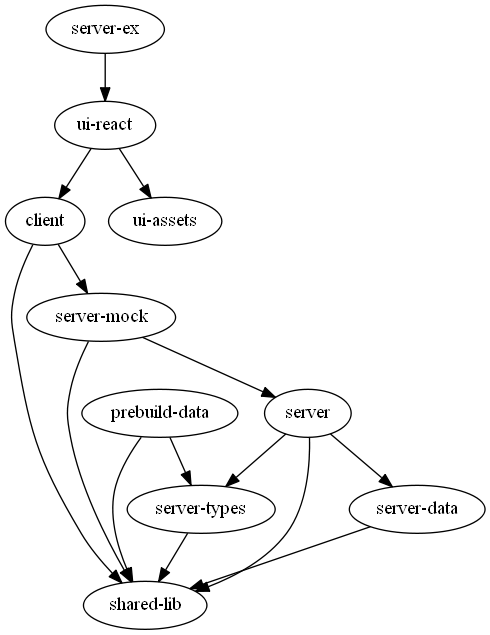 server-ex
ui-react
client
ui-assets
server-mock
prebuild-data
server
server-types
server-data
shared-lib